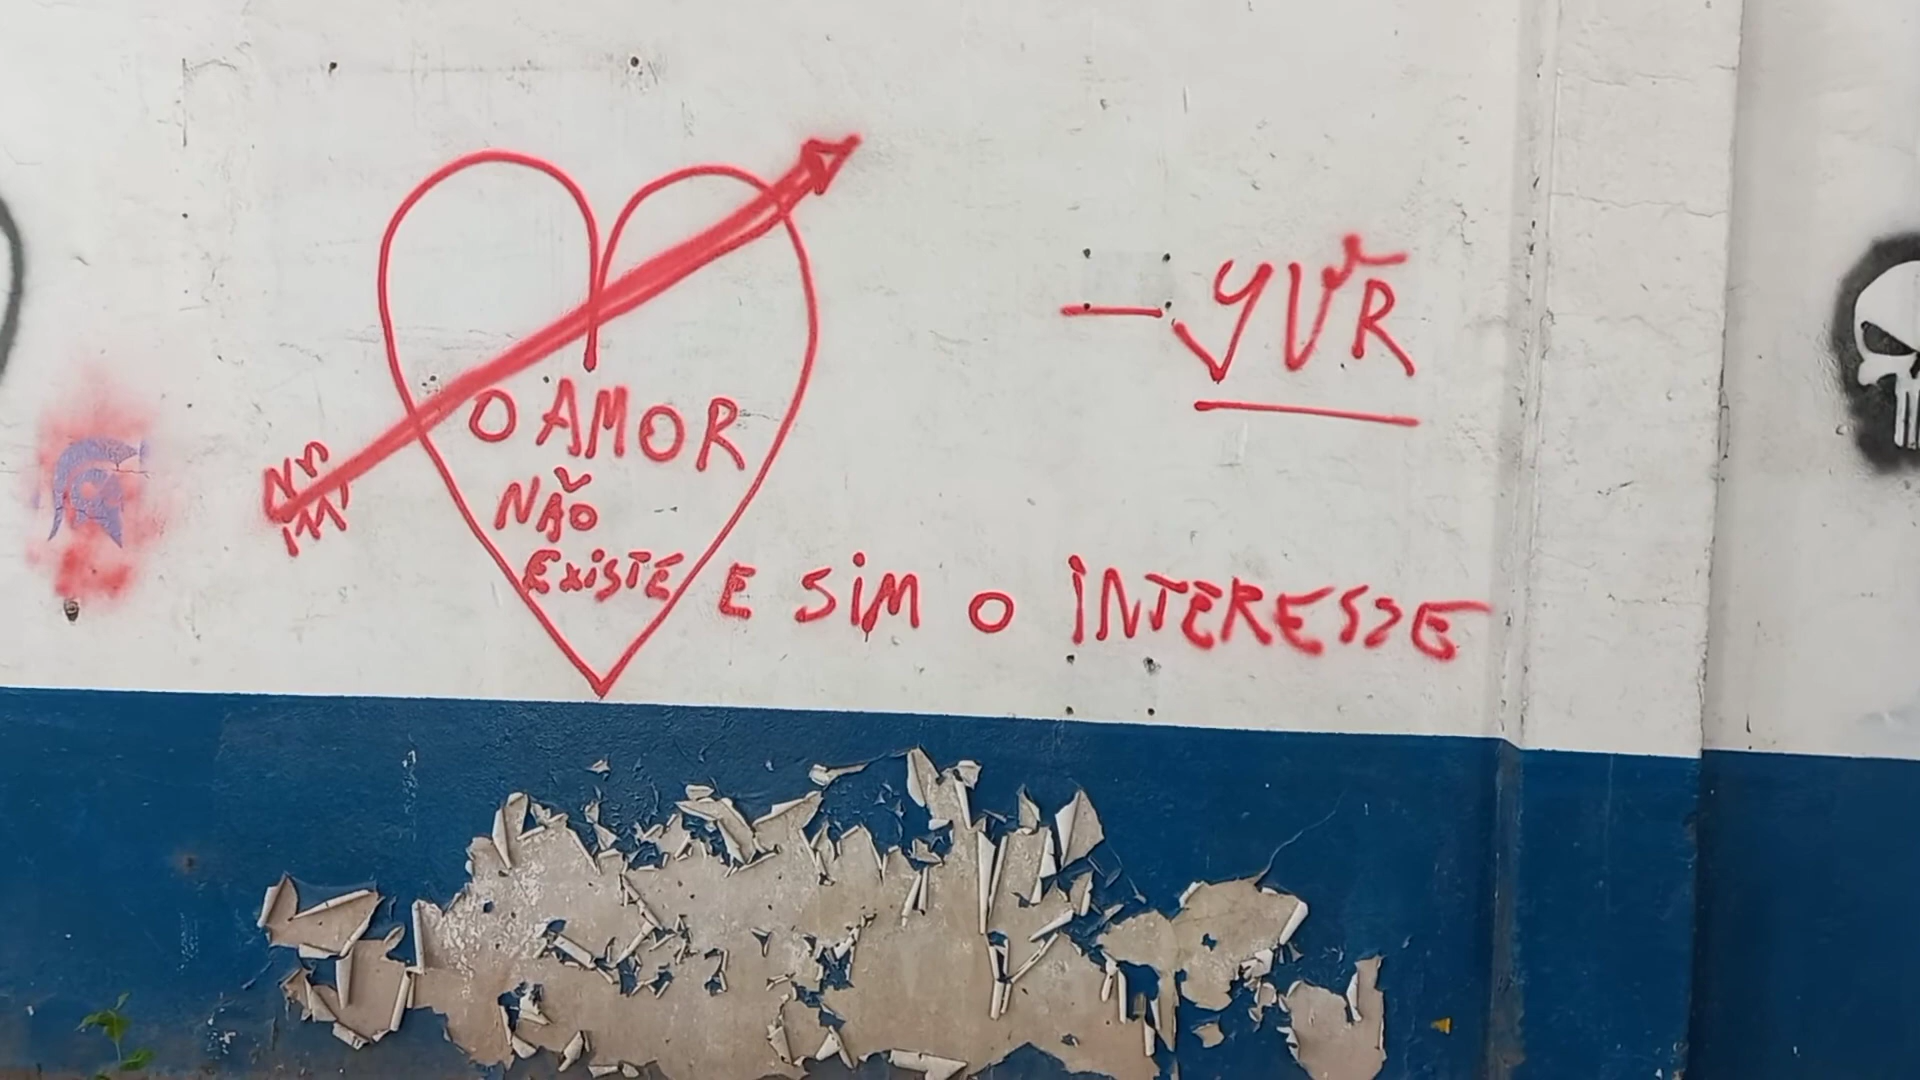 O AMOR
NÃO
EXISTE E SIM O INTERESSE
— YVR